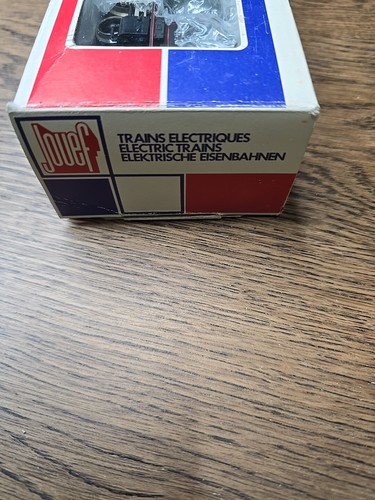 Jouef
TRAINS ELECTRIQUES
ELECTRIC TRAINS
ELEKTRISCHE EISENBAHNEN